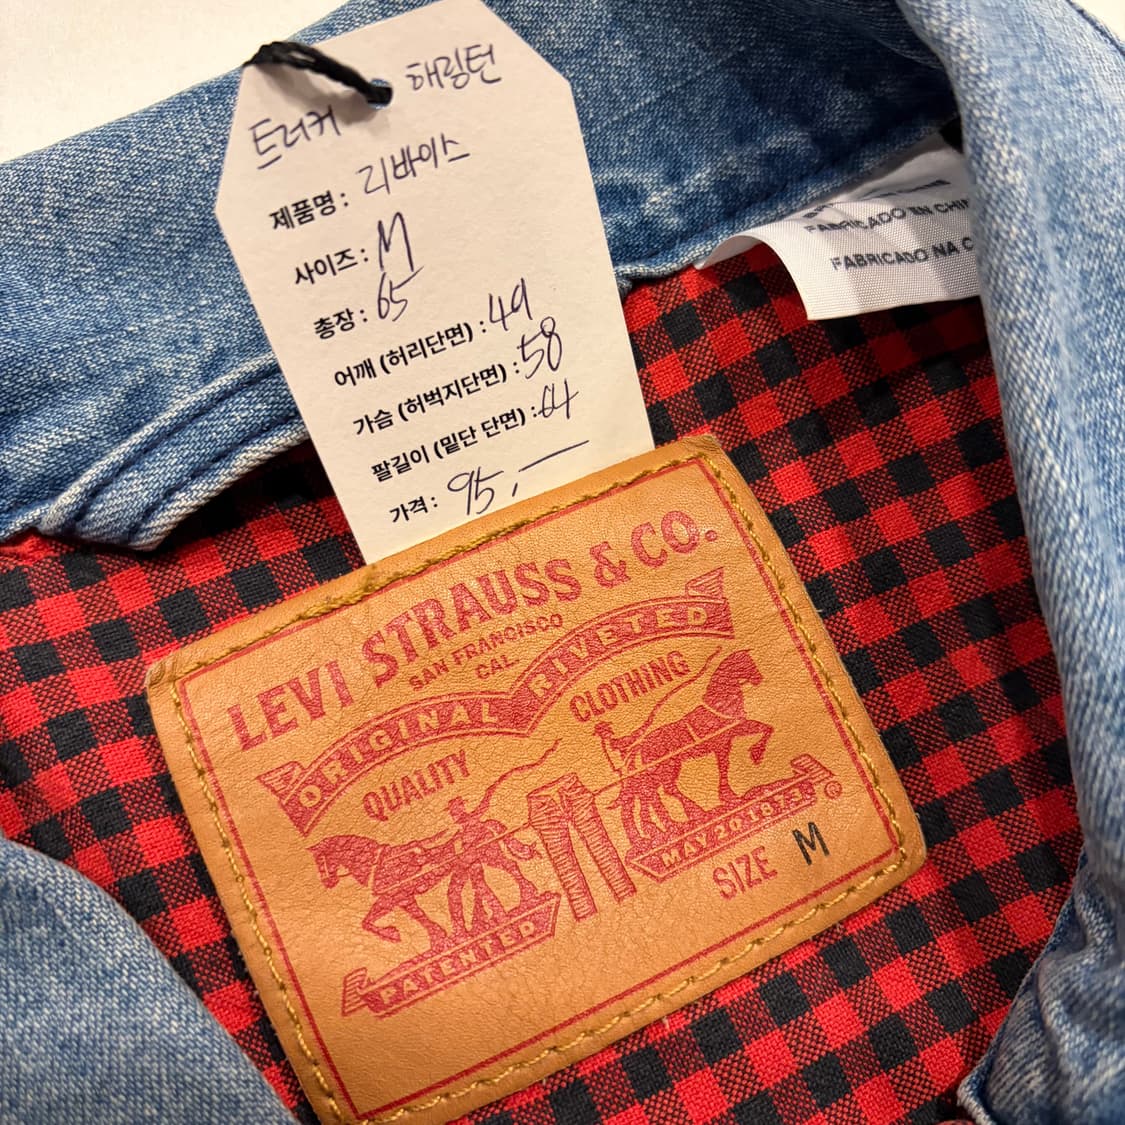 해링턴
트러커
제품명 : 리바이스
사이즈 : M
총장 : 65
어깨 (허리단면) : 49
가슴 (허벅지단면) : 58
팔길이 (밑단 단면) : 64
가격 : 95,—
FABRICADO EN CHI
FABRICADO NA C
LEVI STRAUSS & CO.
SAN FRANCISCO
CAL.
ORIGINAL RIVETED
QUALITY CLOTHING
PATENTED MAY 20 1873 ®
SIZE M